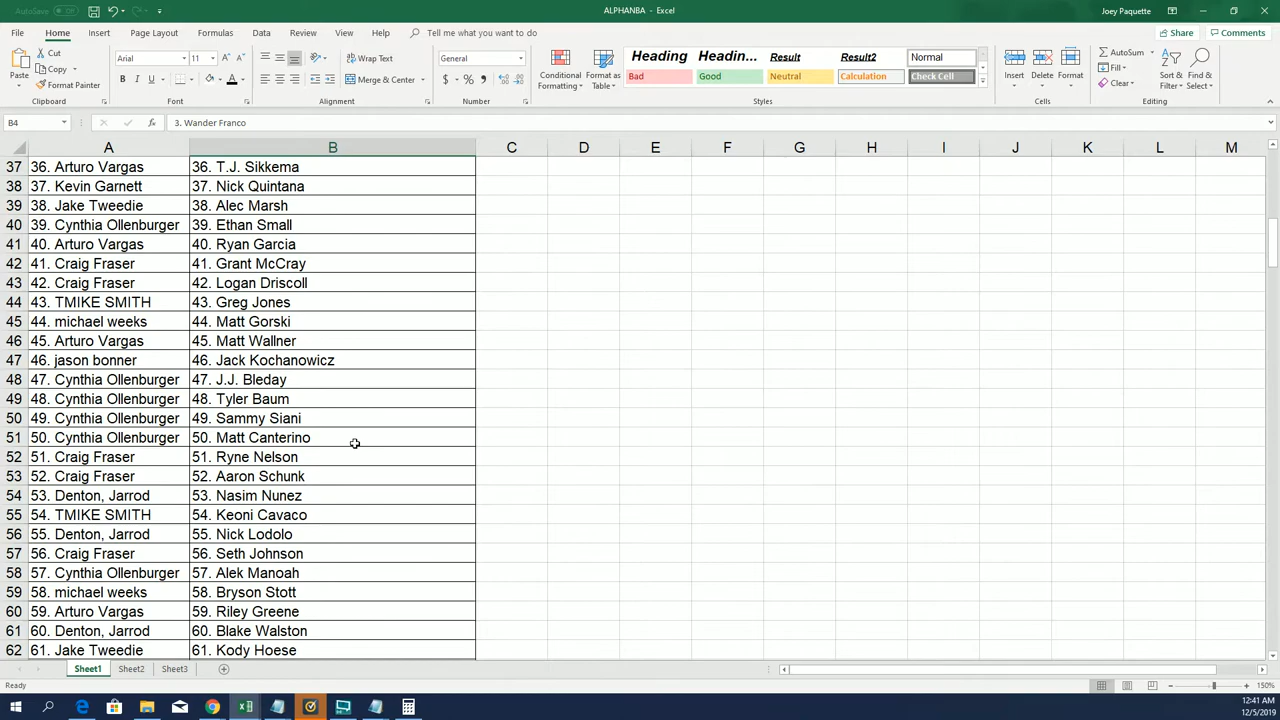 AutoSave Off
ALPHANBA - Excel
Joey Paquette
File Home Insert Page Layout Formulas Data Review View Help Tell me what you want to do Share Comments
Paste Cut Copy Format Painter Clipboard
Arial 11 B I U Font
Wrap Text Merge & Center Alignment
General $ % Number
Conditional Formatting Format as Table
Heading Headin... Result Result2 Normal
Bad Good Neutral Calculation Check Cell
Styles
Insert Delete Format Cells
AutoSum Fill Clear Sort & Filter Find & Select Editing
B4 fx 3. Wander Franco
A B C D E F G H I J K L M
37 36. Arturo Vargas 36. T.J. Sikkema
38 37. Kevin Garnett 37. Nick Quintana
39 38. Jake Tweedie 38. Alec Marsh
40 39. Cynthia Ollenburger 39. Ethan Small
41 40. Arturo Vargas 40. Ryan Garcia
42 41. Craig Fraser 41. Grant McCray
43 42. Craig Fraser 42. Logan Driscoll
44 43. TMIKE SMITH 43. Greg Jones
45 44. michael weeks 44. Matt Gorski
46 45. Arturo Vargas 45. Matt Wallner
47 46. jason bonner 46. Jack Kochanowicz
48 47. Cynthia Ollenburger 47. J.J. Bleday
49 48. Cynthia Ollenburger 48. Tyler Baum
50 49. Cynthia Ollenburger 49. Sammy Siani
51 50. Cynthia Ollenburger 50. Matt Canterino
52 51. Craig Fraser 51. Ryne Nelson
53 52. Craig Fraser 52. Aaron Schunk
54 53. Denton, Jarrod 53. Nasim Nunez
55 54. TMIKE SMITH 54. Keoni Cavaco
56 55. Denton, Jarrod 55. Nick Lodolo
57 56. Craig Fraser 56. Seth Johnson
58 57. Cynthia Ollenburger 57. Alek Manoah
59 58. michael weeks 58. Bryson Stott
60 59. Arturo Vargas 59. Riley Greene
61 60. Denton, Jarrod 60. Blake Walston
62 61. Jake Tweedie 61. Kody Hoese
Sheet1 Sheet2 Sheet3
Ready 150%
12:41 AM
12/5/2019